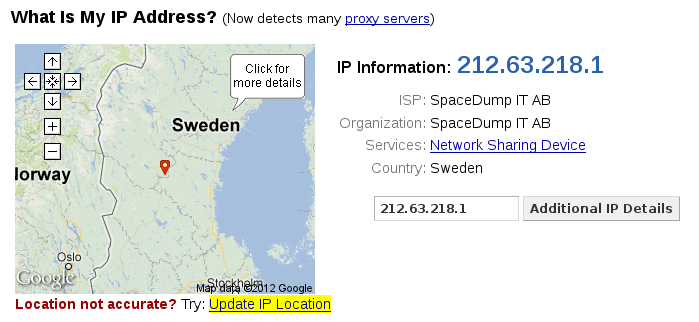 What Is My IP Address? (Now detects many proxy servers)
Click for
more details
Sweden
lorway
Oslo
Stockholm
Google
Map data ©2012 Google
Location not accurate? Try: Update IP Location
IP Information: 212.63.218.1
ISP: SpaceDump IT AB
Organization: SpaceDump IT AB
Services: Network Sharing Device
Country: Sweden
212.63.218.1 Additional IP Details